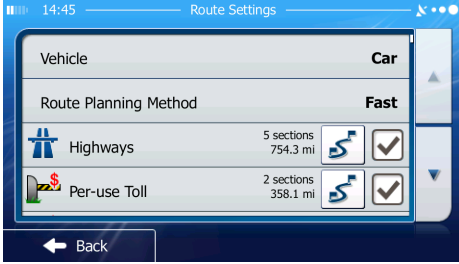 14:45 Route Settings
Vehicle Car
Route Planning Method Fast
Highways 5 sections
754.3 mi
$
Per-use Toll 2 sections
358.1 mi
Back